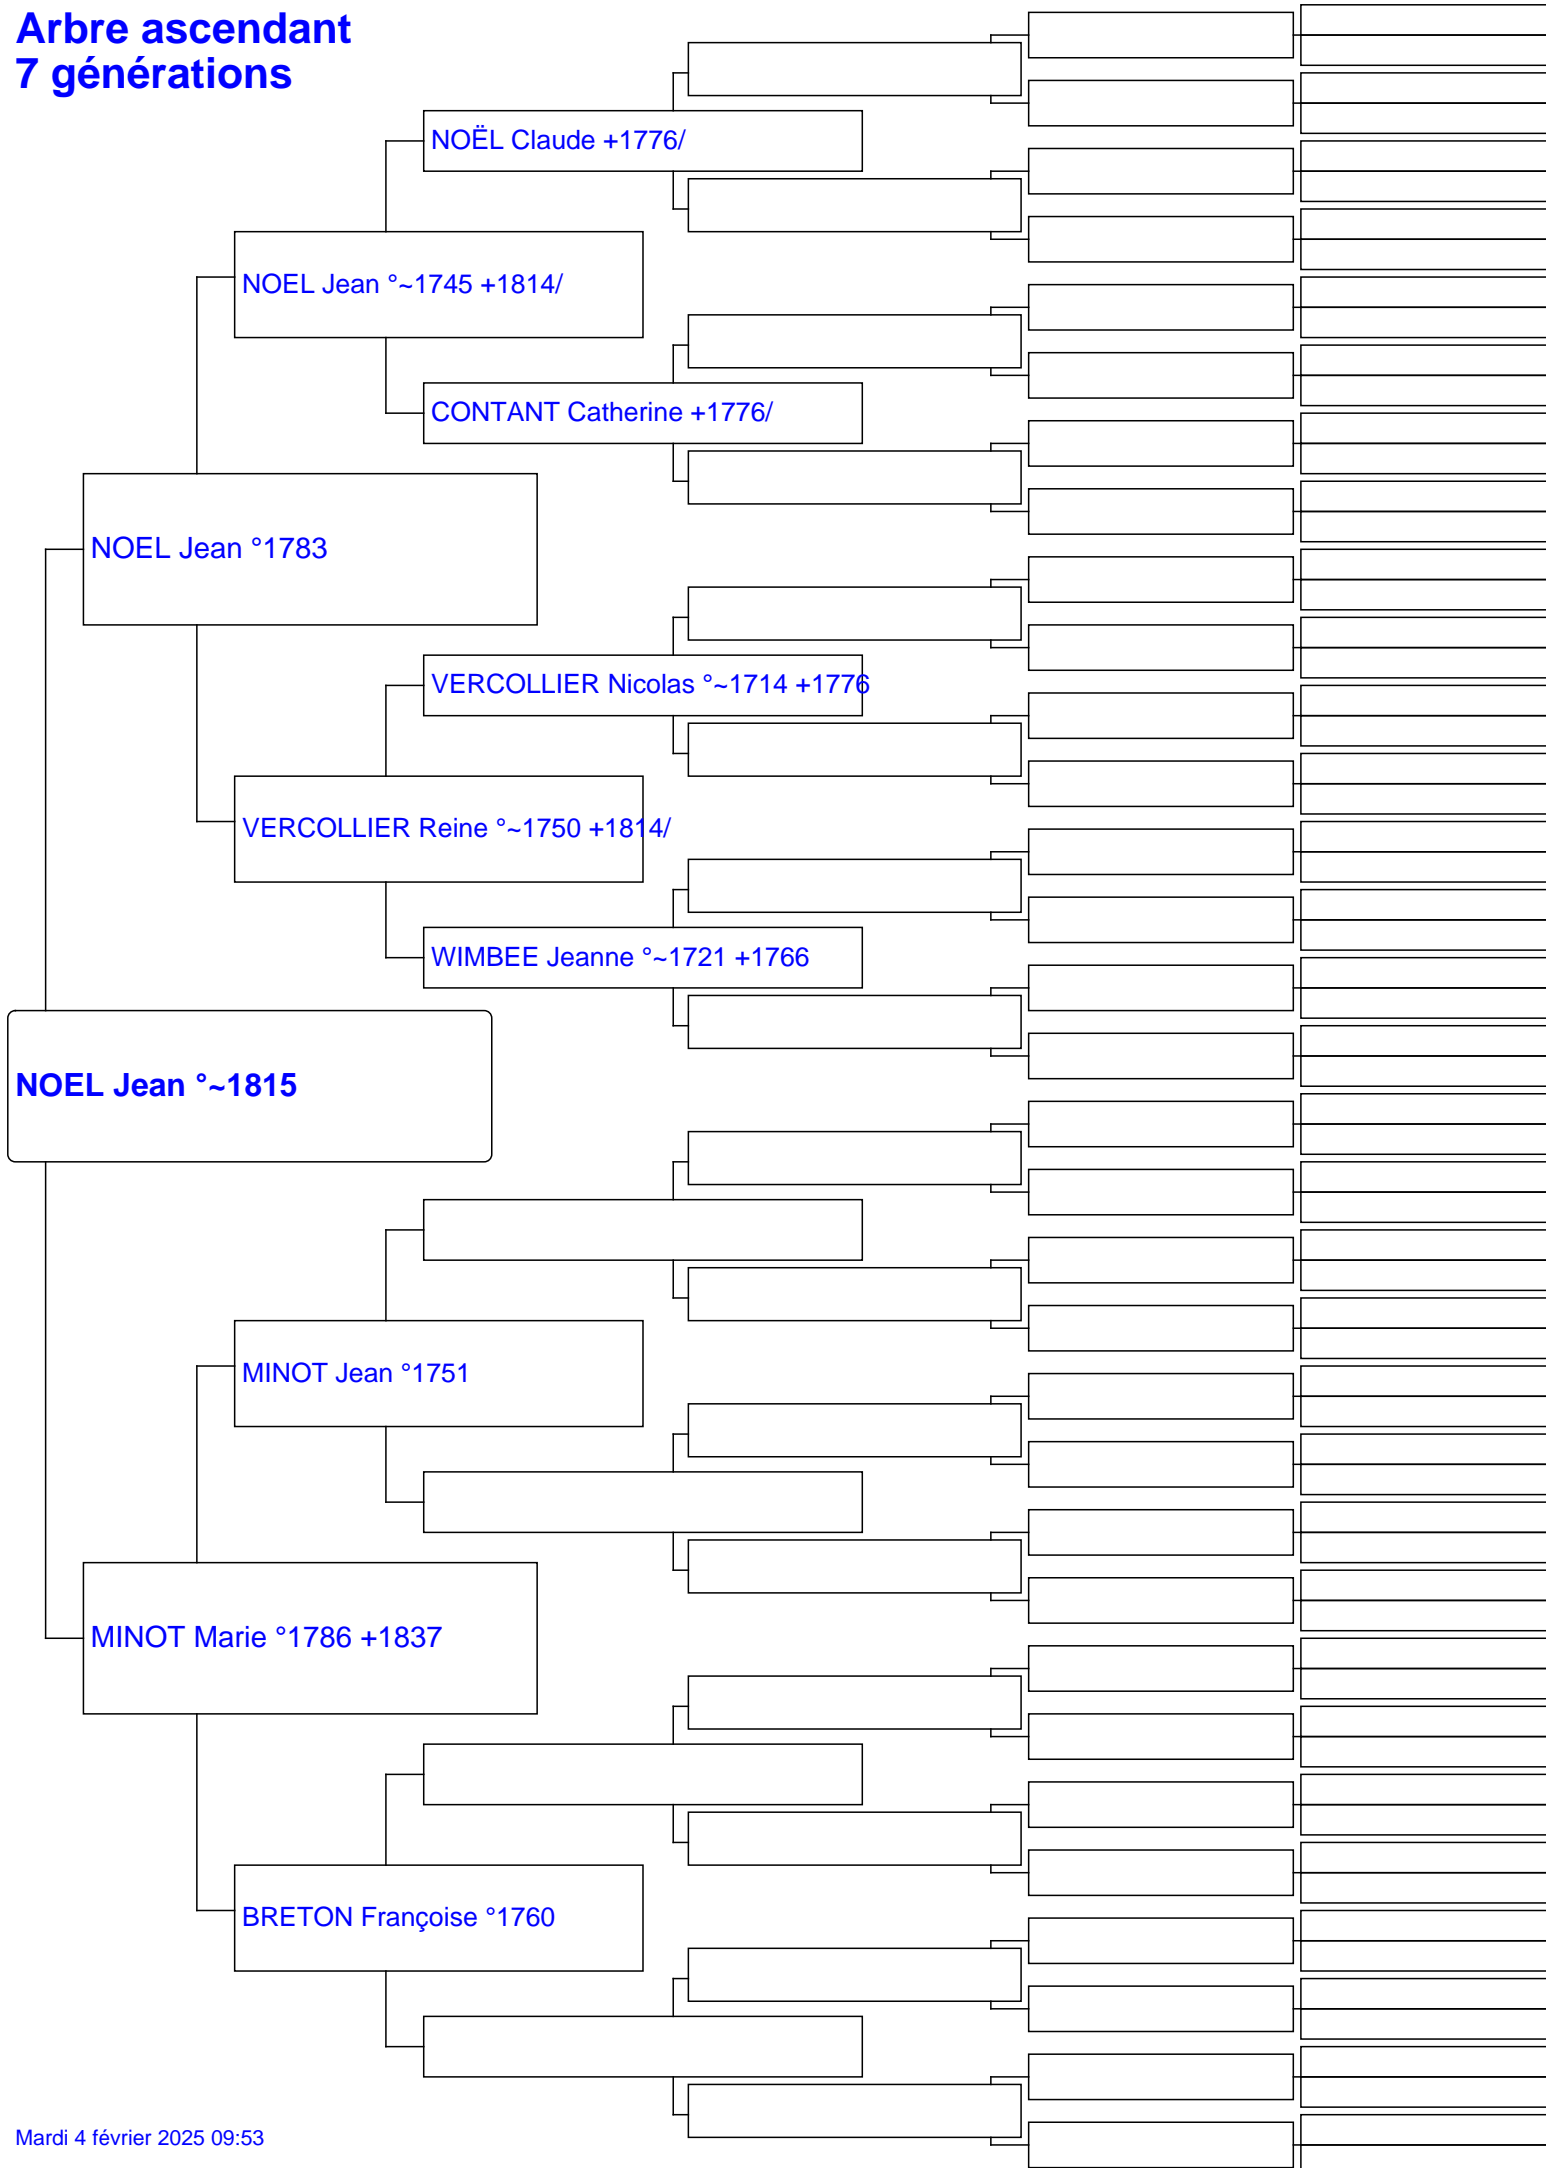 Arbre ascendant
7 générations
NOËL Claude +1776/
NOEL Jean °~1745 +1814/
CONTANT Catherine +1776/
NOEL Jean °1783
VERCOLLIER Nicolas °~1714 +1776
VERCOLLIER Reine °~1750 +1814/
WIMBEE Jeanne °~1721 +1766
NOEL Jean °~1815
MINOT Jean °1751
MINOT Marie °1786 +1837
BRETON Françoise °1760
Mardi 4 février 2025 09:53